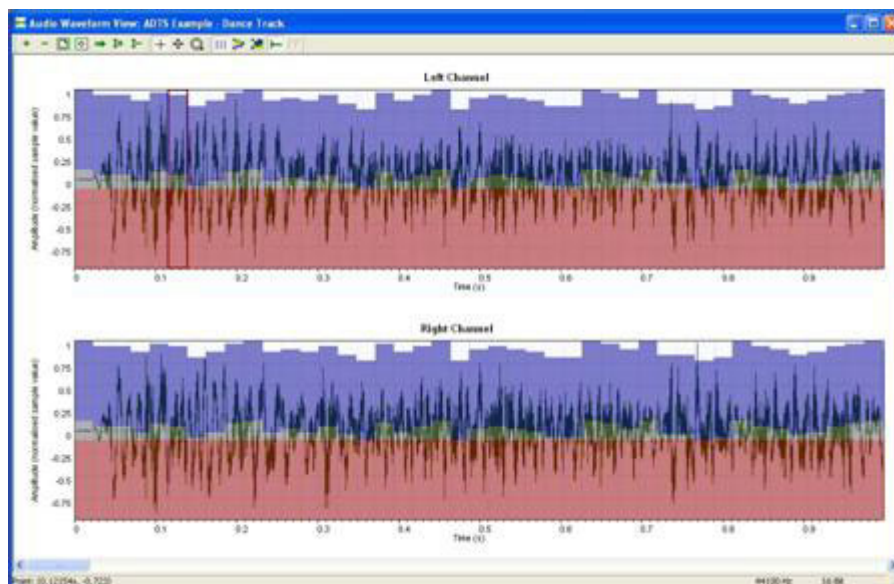 Audio Waveform View: ADTS Example - Dance Track
Left Channel
Amplitude (normalised sample value)
1
0.75
0.5
0.25
0
-0.25
-0.5
-0.75
0 0.1 0.2 0.3 0.4 0.5 0.6 0.7 0.8 0.9
Time (s)
Right Channel
Amplitude (normalised sample value)
1
0.75
0.5
0.25
0
-0.25
-0.5
-0.75
0 0.1 0.2 0.3 0.4 0.5 0.6 0.7 0.8 0.9
Time (s)
44100 Hz